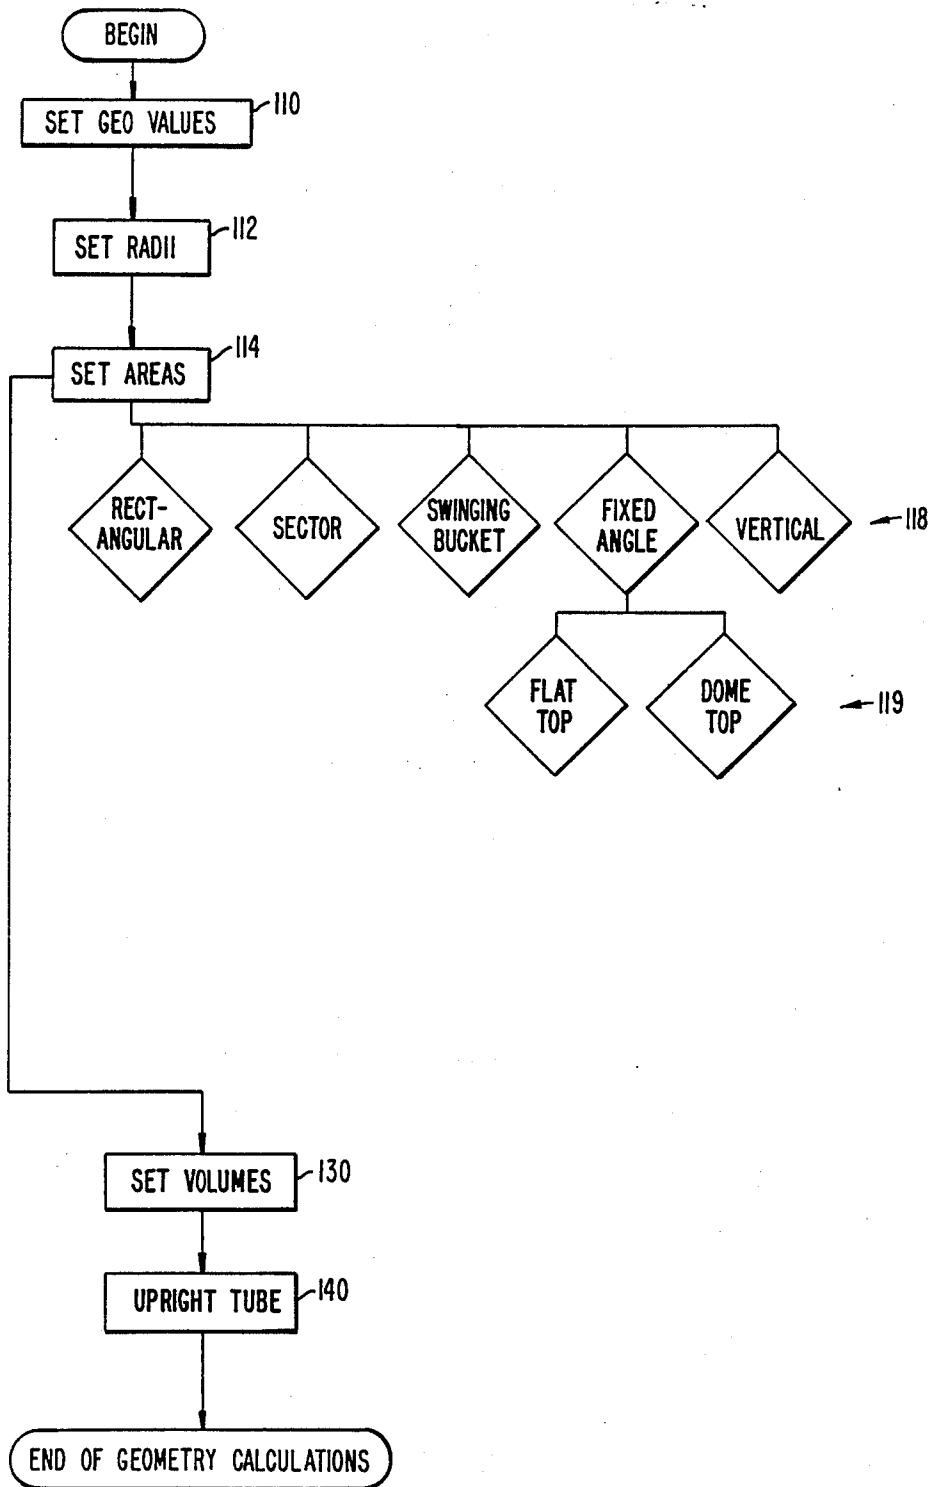 BEGIN
SET GEO VALUES
110
SET RADII
112
SET AREAS
114
RECT-
ANGULAR
SECTOR
SWINGING
BUCKET
FIXED
ANGLE
VERTICAL
118
FLAT
TOP
DOME
TOP
119
SET VOLUMES
130
UPRIGHT TUBE
140
END OF GEOMETRY CALCULATIONS